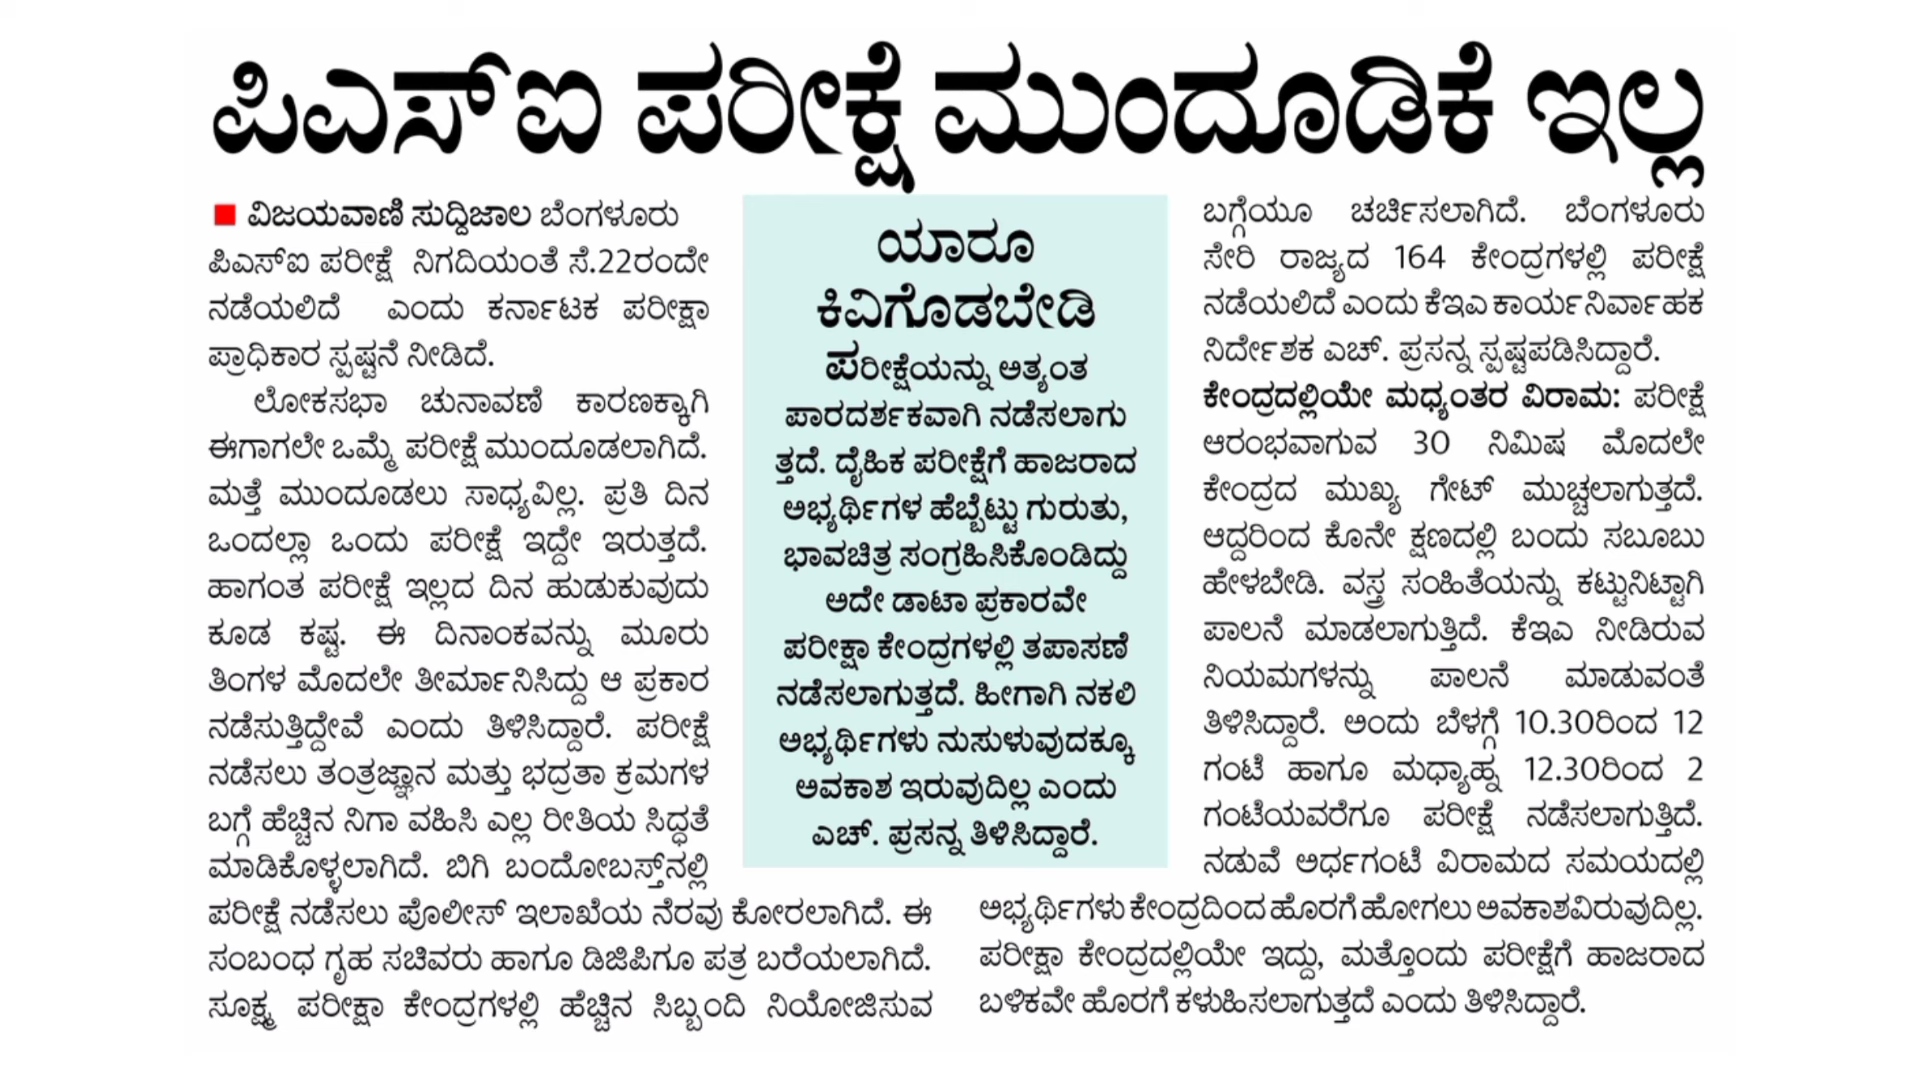 ಪಿಎಸ್‌ಐ ಪರೀಕ್ಷೆ ಮುಂದೂಡಿಕೆ ಇಲ್ಲ
ವಿಜಯವಾಣಿ ಸುದ್ದಿಜಾಲ ಬೆಂಗಳೂರು
ಪಿಎಸ್‌ಐ ಪರೀಕ್ಷೆ ನಿಗದಿಯಂತೆ ಸೆ.22ರಂದೇ
ನಡೆಯಲಿದೆ ಎಂದು ಕರ್ನಾಟಕ ಪರೀಕ್ಷಾ
ಪ್ರಾಧಿಕಾರ ಸ್ಪಷ್ಟನೆ ನೀಡಿದೆ.
ಲೋಕಸಭಾ ಚುನಾವಣೆ ಕಾರಣಕ್ಕಾಗಿ
ಈಗಾಗಲೇ ಒಮ್ಮೆ ಪರೀಕ್ಷೆ ಮುಂದೂಡಲಾಗಿದೆ.
ಮತ್ತೆ ಮುಂದೂಡಲು ಸಾಧ್ಯವಿಲ್ಲ. ಪ್ರತಿ ದಿನ
ಒಂದಲ್ಲಾ ಒಂದು ಪರೀಕ್ಷೆ ಇದ್ದೇ ಇರುತ್ತದೆ.
ಹಾಗಂತ ಪರೀಕ್ಷೆ ಇಲ್ಲದ ದಿನ ಹುಡುಕುವುದು
ಕೂಡ ಕಷ್ಟ. ಈ ದಿನಾಂಕವನ್ನು ಮೂರು
ತಿಂಗಳ ಮೊದಲೇ ತೀರ್ಮಾನಿಸಿದ್ದು ಆ ಪ್ರಕಾರ
ನಡೆಸುತ್ತಿದ್ದೇವೆ ಎಂದು ತಿಳಿಸಿದ್ದಾರೆ. ಪರೀಕ್ಷೆ
ನಡೆಸಲು ತಂತ್ರಜ್ಞಾನ ಮತ್ತು ಭದ್ರತಾ ಕ್ರಮಗಳ
ಬಗ್ಗೆ ಹೆಚ್ಚಿನ ನಿಗಾ ವಹಿಸಿ ಎಲ್ಲ ರೀತಿಯ ಸಿದ್ಧತೆ
ಮಾಡಿಕೊಳ್ಳಲಾಗಿದೆ. ಬಿಗಿ ಬಂದೋಬಸ್ತ್‌ನಲ್ಲಿ
ಪರೀಕ್ಷೆ ನಡೆಸಲು ಪೊಲೀಸ್ ಇಲಾಖೆಯ ನೆರವು ಕೋರಲಾಗಿದೆ. ಈ
ಸಂಬಂಧ ಗೃಹ ಸಚಿವರು ಹಾಗೂ ಡಿಜಿಪಿಗೂ ಪತ್ರ ಬರೆಯಲಾಗಿದೆ.
ಸೂಕ್ಷ್ಮ ಪರೀಕ್ಷಾ ಕೇಂದ್ರಗಳಲ್ಲಿ ಹೆಚ್ಚಿನ ಸಿಬ್ಬಂದಿ ನಿಯೋಜಿಸುವ
ಯಾರೂ
ಕಿವಿಗೊಡಬೇಡಿ
ಪರೀಕ್ಷೆಯನ್ನು ಅತ್ಯಂತ
ಪಾರದರ್ಶಕವಾಗಿ ನಡೆಸಲಾಗು
ತ್ತದೆ. ದೈಹಿಕ ಪರೀಕ್ಷೆಗೆ ಹಾಜರಾದ
ಅಭ್ಯರ್ಥಿಗಳ ಹೆಬ್ಬೆಟ್ಟು ಗುರುತು,
ಭಾವಚಿತ್ರ ಸಂಗ್ರಹಿಸಿಕೊಂಡಿದ್ದು
ಅದೇ ಡಾಟಾ ಪ್ರಕಾರವೇ
ಪರೀಕ್ಷಾ ಕೇಂದ್ರಗಳಲ್ಲಿ ತಪಾಸಣೆ
ನಡೆಸಲಾಗುತ್ತದೆ. ಹೀಗಾಗಿ ನಕಲಿ
ಅಭ್ಯರ್ಥಿಗಳು ನುಸುಳುವುದಕ್ಕೂ
ಅವಕಾಶ ಇರುವುದಿಲ್ಲ ಎಂದು
ಎಚ್. ಪ್ರಸನ್ನ ತಿಳಿಸಿದ್ದಾರೆ.
ಬಗ್ಗೆಯೂ ಚರ್ಚಿಸಲಾಗಿದೆ. ಬೆಂಗಳೂರು
ಸೇರಿ ರಾಜ್ಯದ 164 ಕೇಂದ್ರಗಳಲ್ಲಿ ಪರೀಕ್ಷೆ
ನಡೆಯಲಿದೆ ಎಂದು ಕೆಇಎ ಕಾರ್ಯನಿರ್ವಾಹಕ
ನಿರ್ದೇಶಕ ಎಚ್. ಪ್ರಸನ್ನ ಸ್ಪಷ್ಟಪಡಿಸಿದ್ದಾರೆ.
ಕೇಂದ್ರದಲ್ಲಿಯೇ ಮಧ್ಯಂತರ ವಿರಾಮ: ಪರೀಕ್ಷೆ
ಆರಂಭವಾಗುವ 30 ನಿಮಿಷ ಮೊದಲೇ
ಕೇಂದ್ರದ ಮುಖ್ಯ ಗೇಟ್ ಮುಚ್ಚಲಾಗುತ್ತದೆ.
ಆದ್ದರಿಂದ ಕೊನೇ ಕ್ಷಣದಲ್ಲಿ ಬಂದು ಸಬೂಬು
ಹೇಳಬೇಡಿ. ವಸ್ತ್ರ ಸಂಹಿತೆಯನ್ನು ಕಟ್ಟುನಿಟ್ಟಾಗಿ
ಪಾಲನೆ ಮಾಡಲಾಗುತ್ತಿದೆ. ಕೆಇಎ ನೀಡಿರುವ
ನಿಯಮಗಳನ್ನು ಪಾಲನೆ ಮಾಡುವಂತೆ
ತಿಳಿಸಿದ್ದಾರೆ. ಅಂದು ಬೆಳಗ್ಗೆ 10.30ರಿಂದ 12
ಗಂಟೆ ಹಾಗೂ ಮಧ್ಯಾಹ್ನ 12.30ರಿಂದ 2
ಗಂಟೆಯವರೆಗೂ ಪರೀಕ್ಷೆ ನಡೆಸಲಾಗುತ್ತಿದೆ.
ನಡುವೆ ಅರ್ಧಗಂಟೆ ವಿರಾಮದ ಸಮಯದಲ್ಲಿ
ಅಭ್ಯರ್ಥಿಗಳು ಕೇಂದ್ರದಿಂದ ಹೊರಗೆ ಹೋಗಲು ಅವಕಾಶವಿರುವುದಿಲ್ಲ.
ಪರೀಕ್ಷಾ ಕೇಂದ್ರದಲ್ಲಿಯೇ ಇದ್ದು, ಮತ್ತೊಂದು ಪರೀಕ್ಷೆಗೆ ಹಾಜರಾದ
ಬಳಿಕವೇ ಹೊರಗೆ ಕಳುಹಿಸಲಾಗುತ್ತದೆ ಎಂದು ತಿಳಿಸಿದ್ದಾರೆ.